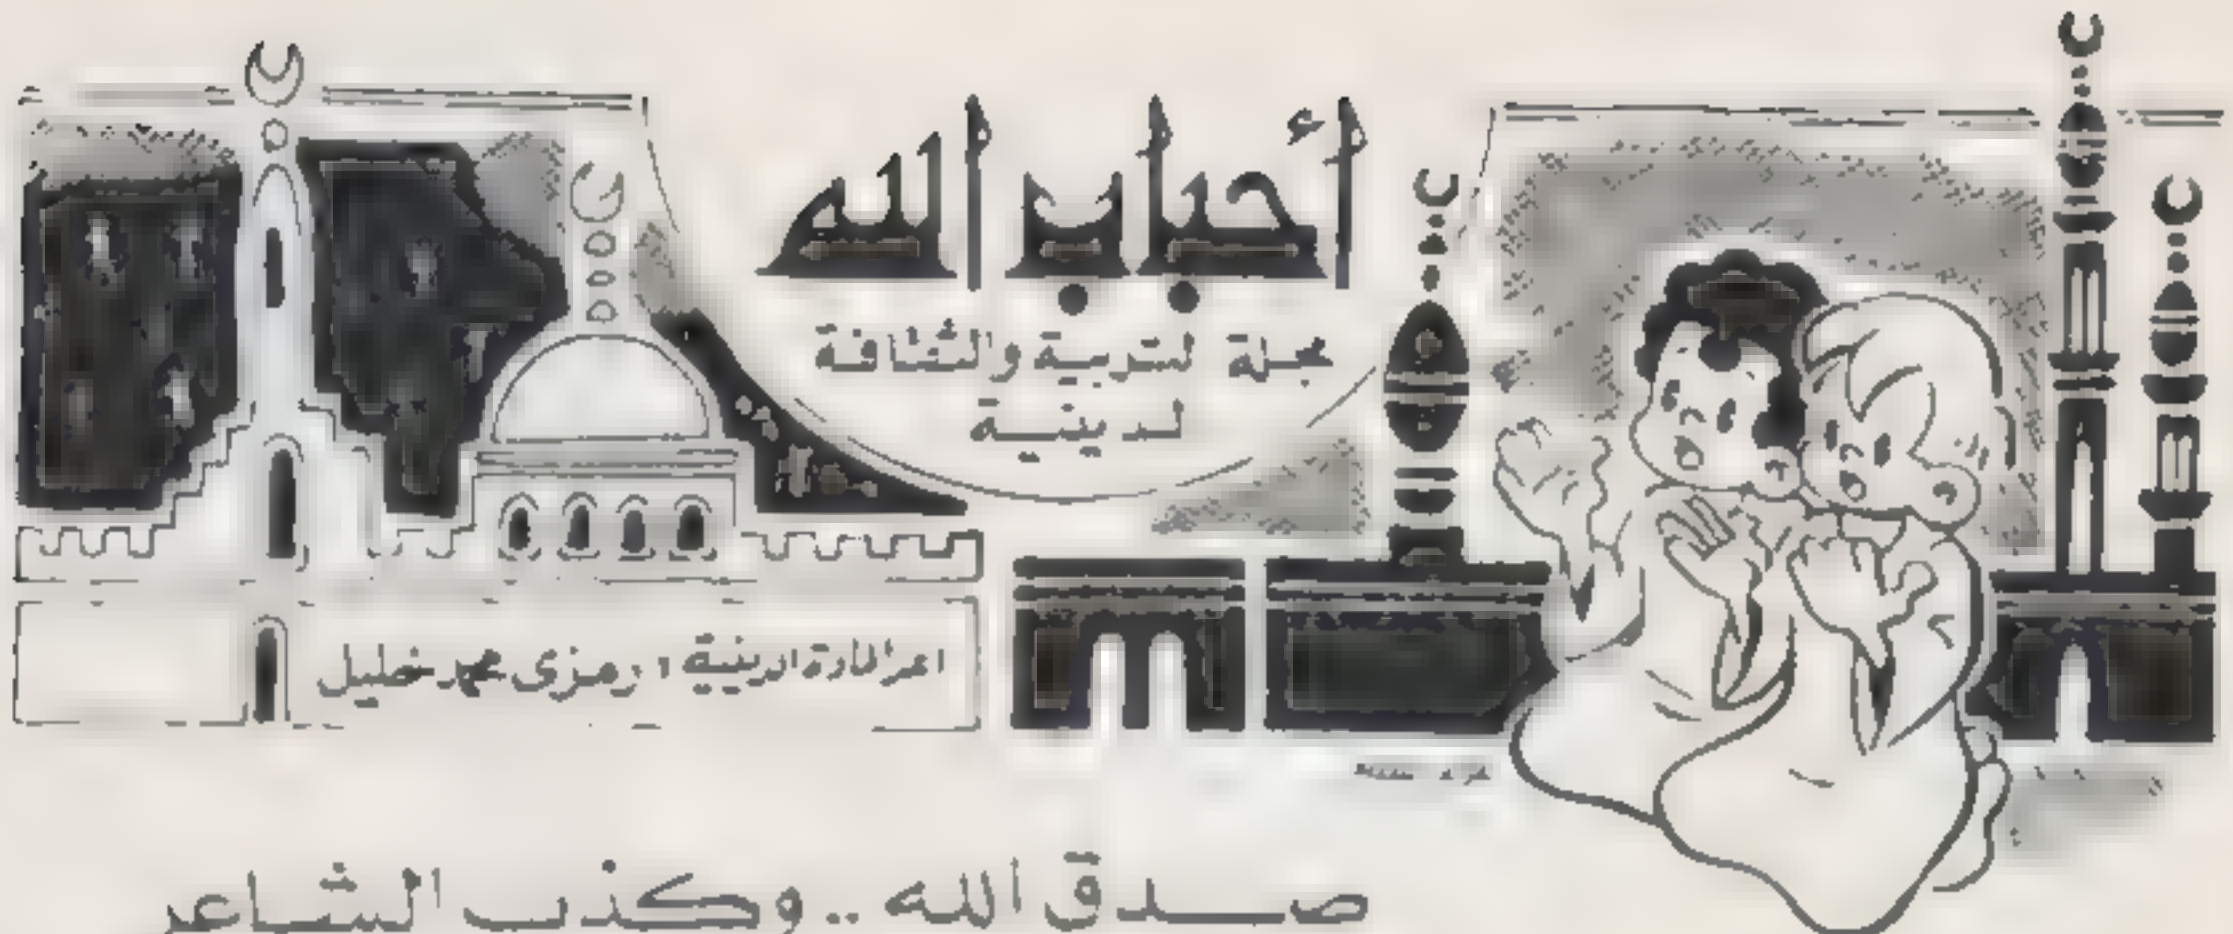 أحباب الله
مجلة لتربية والثقافة
لدينية
اعد المادة الدينية : رمزى محمد خليل
صدق الله .. وكذب الشاعر